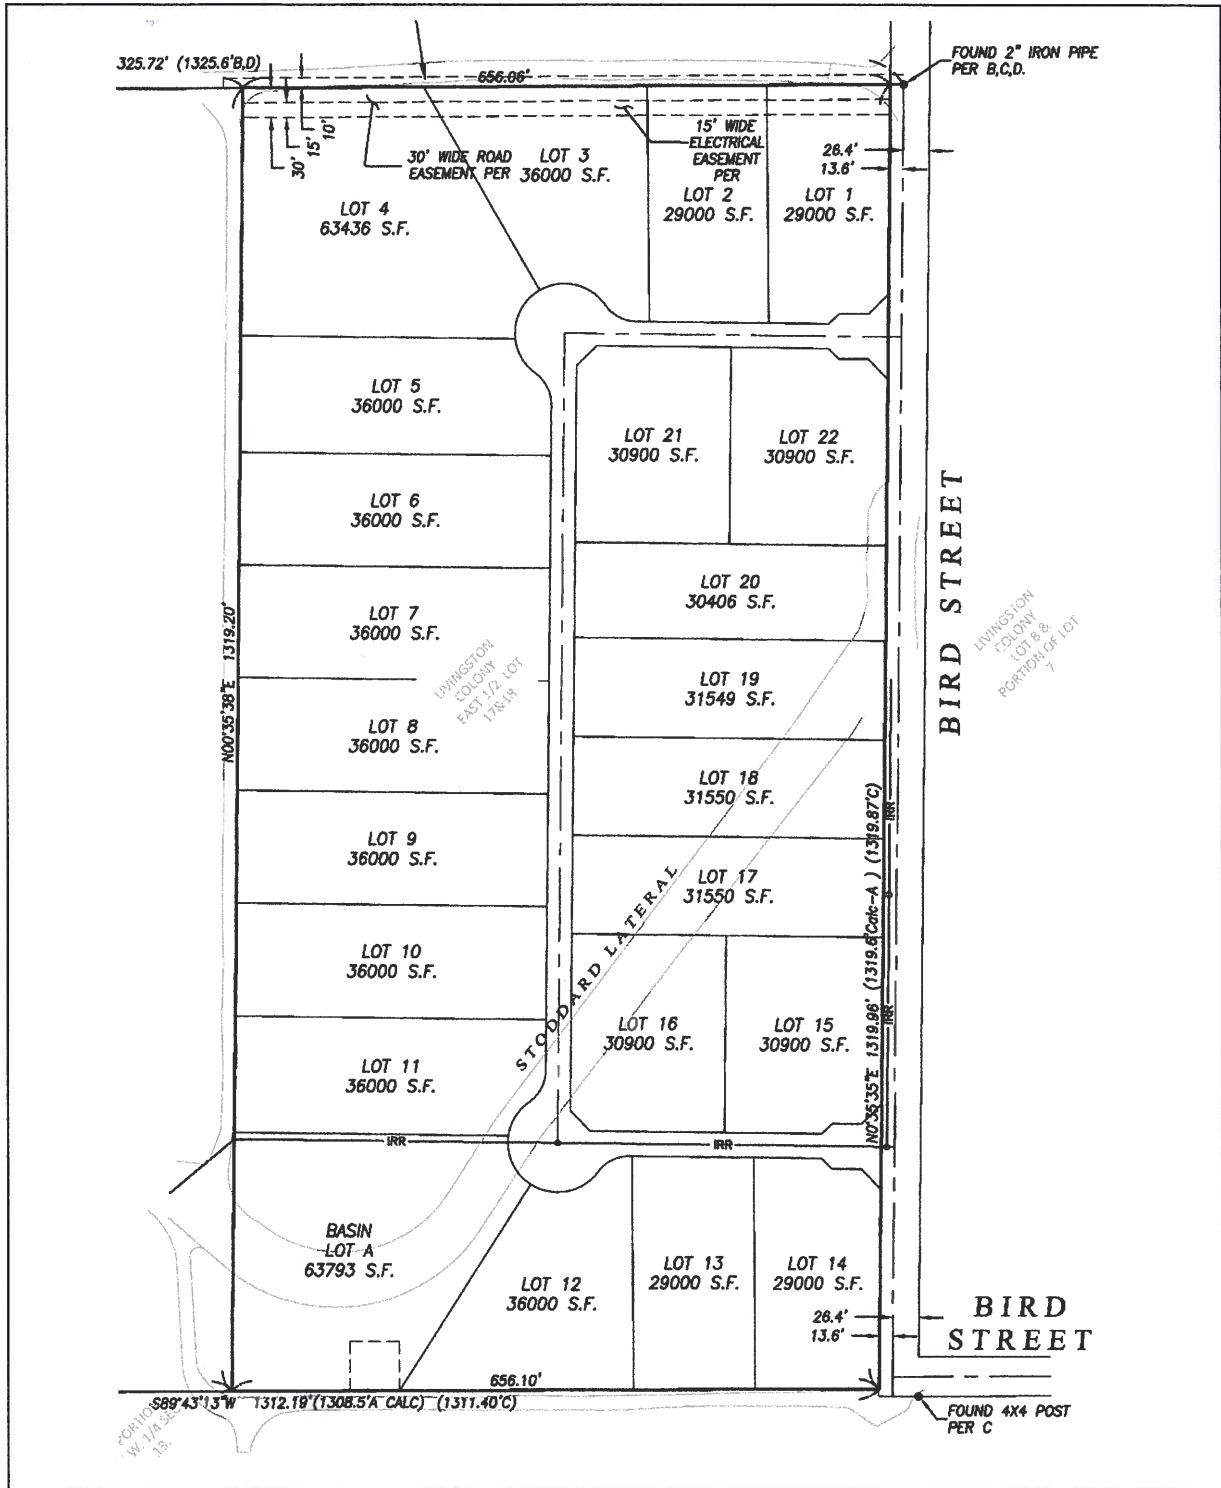 325.72' (1325.6'B,D)
656.06'
FOUND 2" IRON PIPE
PER B,C,D.
30'
15'
10'
30' WIDE ROAD
EASEMENT PER
LOT 3
36000 S.F.
15' WIDE
ELECTRICAL
EASEMENT
PER
26.4'
13.6'
LOT 4
63436 S.F.
LOT 2
29000 S.F.
LOT 1
29000 S.F.
LOT 5
36000 S.F.
LOT 21
30900 S.F.
LOT 22
30900 S.F.
LOT 6
36000 S.F.
BIRD STREET
LOT 20
30406 S.F.
LOT 7
36000 S.F.
LIVINGSTON
COLONY
LOT 8 &
PORTION OF LOT
7
N00°35'38"E 1319.20'
LIVINGSTON
COLONY
EAST 1/2 LOT
17&18
LOT 19
31549 S.F.
LOT 8
36000 S.F.
LOT 18
31550 S.F.
LOT 9
36000 S.F.
LOT 17
31550 S.F.
STODDARD LATERAL
N0°35'35"E 1319.96' (1319.6'Calc-A ) (1319.87'C)
IRR
IRR
LOT 10
36000 S.F.
LOT 16
30900 S.F.
LOT 15
30900 S.F.
LOT 11
36000 S.F.
IRR
IRR
BASIN
LOT A
63793 S.F.
LOT 12
36000 S.F.
LOT 13
29000 S.F.
LOT 14
29000 S.F.
26.4'
13.6'
BIRD
STREET
656.10'
S89°43'13"W 1312.19'(1308.5'A CALC) (1311.40'C)
PORTION
W. 1/4 SEC
13.
FOUND 4X4 POST
PER C